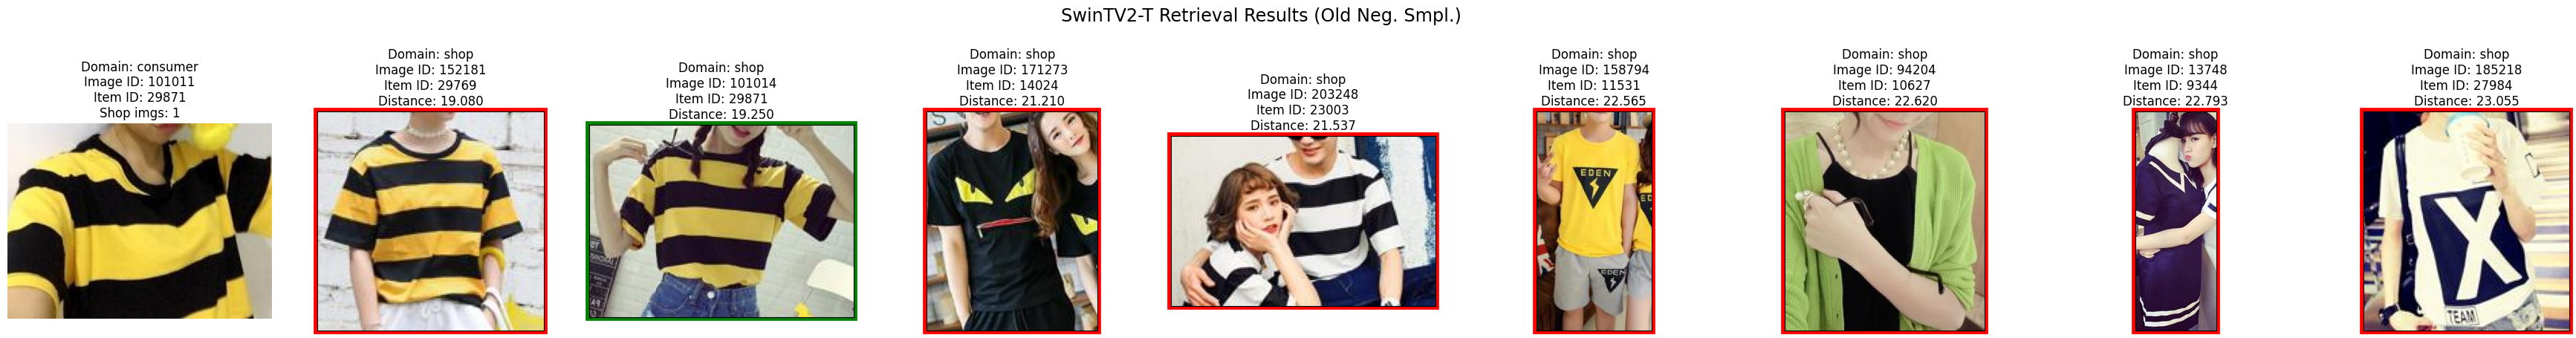 SwinTV2-T Retrieval Results (Old Neg. Smpl.)
Domain: consumer
Image ID: 101011
Item ID: 29871
Shop imgs: 1
Domain: shop
Image ID: 152181
Item ID: 29769
Distance: 19.080
Domain: shop
Image ID: 101014
Item ID: 29871
Distance: 19.250
Domain: shop
Image ID: 171273
Item ID: 14024
Distance: 21.210
Domain: shop
Image ID: 203248
Item ID: 23003
Distance: 21.537
Domain: shop
Image ID: 158794
Item ID: 11531
Distance: 22.565
EDEN
EDEN
Domain: shop
Image ID: 94204
Item ID: 10627
Distance: 22.620
Domain: shop
Image ID: 13748
Item ID: 9344
Distance: 22.793
Domain: shop
Image ID: 185218
Item ID: 27984
Distance: 23.055
X
TEAM